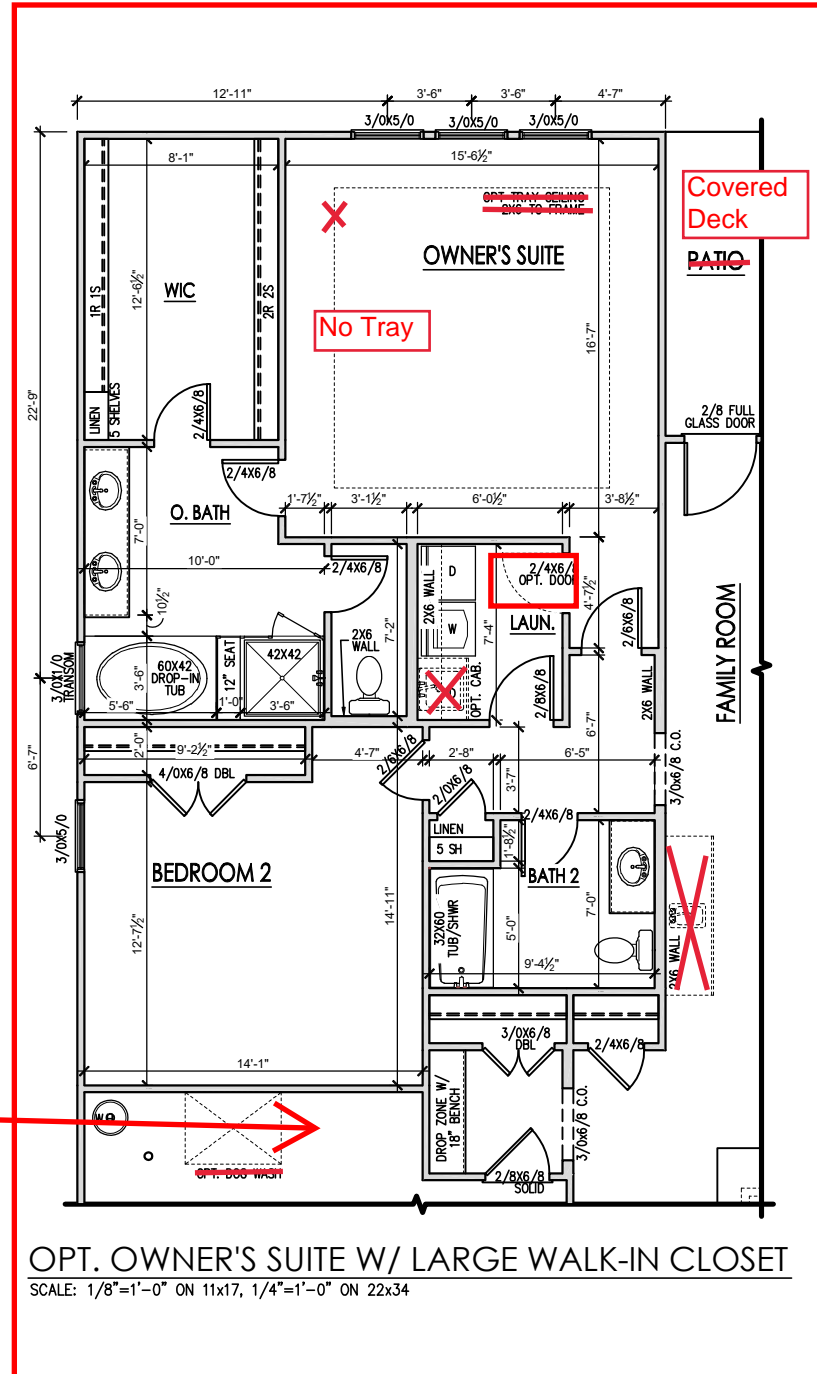 12'-11"
3'-6"
3'-6"
4'-7"
3/0X5/0
3/0X5/0
3/0X5/0
8'-1"
15'-6½"
OPT TRAY CEILING
2X6 TO FRAME
Covered
Deck
PATIO
OWNER'S SUITE
No Tray
WIC
1R 1S
12'-6½"
2R 2S
16'-7"
22'-9"
LINEN
5 SHELVES
2/4X6/8
2/8 FULL
GLASS DOOR
2/4X6/8
1'-7½"
3'-1½"
6'-0½"
3'-8½"
O. BATH
7'-0"
10'-0"
2/4X6/8
2X6 WALL
D
W
2/4X6/8
OPT. DOOR
LAUN.
4'-7½"
2/6X6/8
7'-4"
7'-2"
10½"
2X6
WALL
3/0X1/0
TRANSOM
3'-6"
60X42
DROP-IN
TUB
12" SEAT
42X42
OPT. CAB.
2/8X6/8
FAMILY ROOM
2X6 WALL
5'-6"
1'-0"
3'-6"
6'-7"
6'-7"
2'-0"
9'-2½"
4'-7"
2/6X6/8
2'-8"
6'-5"
3/0x6/8 C.O.
4/0X6/8 DBL
2/0X6/8
3'-7"
2/4X6/8
3/0X5/0
LINEN
5 SH
1'-8½"
BEDROOM 2
BATH 2
14'-11"
12'-7½"
32X60
TUB/SHWR
5'-0"
7'-0"
2X6 WALL
9'-4½"
3/0X6/8
DBL
2/4X6/8
14'-1"
DROP ZONE W/
18" BENCH
3/0x6/8 C.O.
OPT. DOG WASH
2/8X6/8
SOLID
OPT. OWNER'S SUITE W/ LARGE WALK-IN CLOSET
SCALE: 1/8"=1'-0" ON 11x17, 1/4"=1'-0" ON 22x34